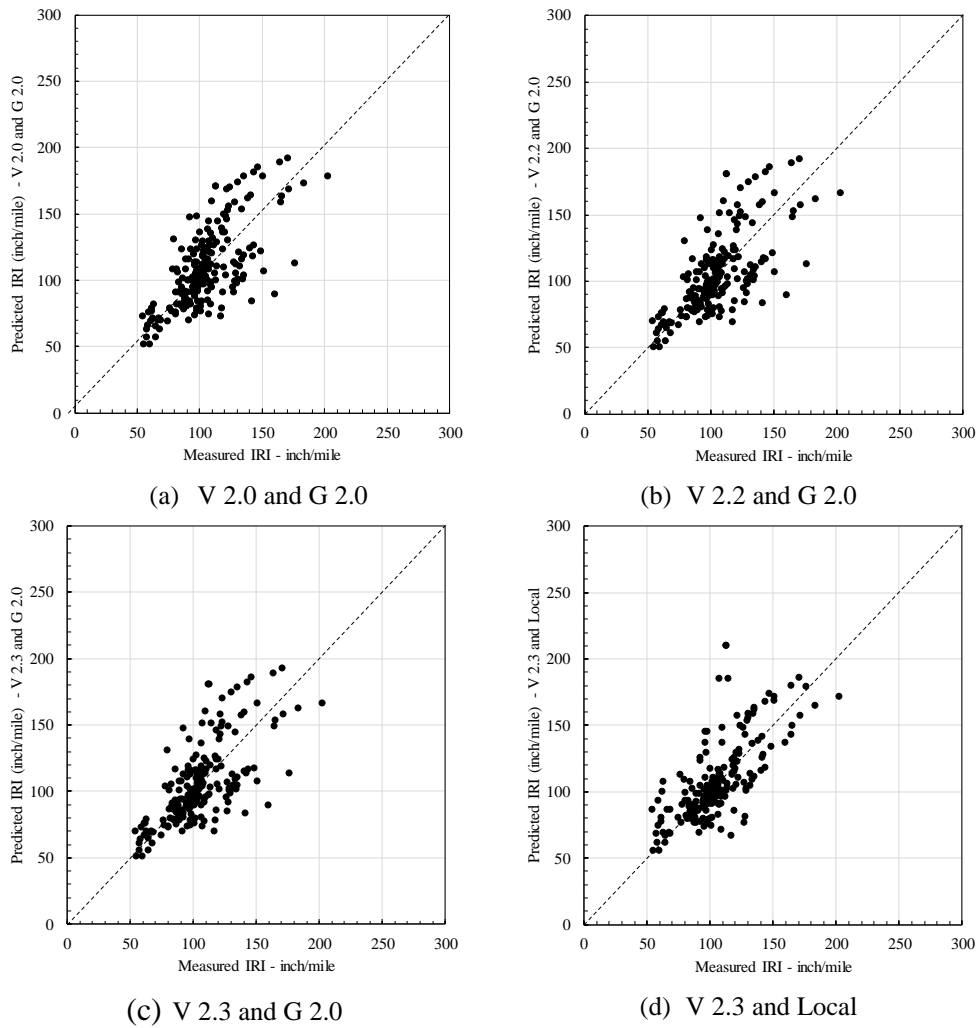 300
250
200
150
100
50
0
Predicted IRI (inch/mile) - V 2.0 and G 2.0
0 50 100 150 200 250 300
Measured IRI - inch/mile
(a) V 2.0 and G 2.0
300
250
200
150
100
50
0
Predicted IRI (inch/mile) - V 2.2 and G 2.0
0 50 100 150 200 250 300
Measured IRI - inch/mile
(b) V 2.2 and G 2.0
300
250
200
150
100
50
0
Predicted IRI (inch/mile) - V 2.3 and G 2.0
0 50 100 150 200 250 300
Measured IRI - inch/mile
(c) V 2.3 and G 2.0
300
250
200
150
100
50
0
Predicted IRI (inch/mile) - V 2.3 and Local
0 50 100 150 200 250 300
Measured IRI - inch/mile
(d) V 2.3 and Local